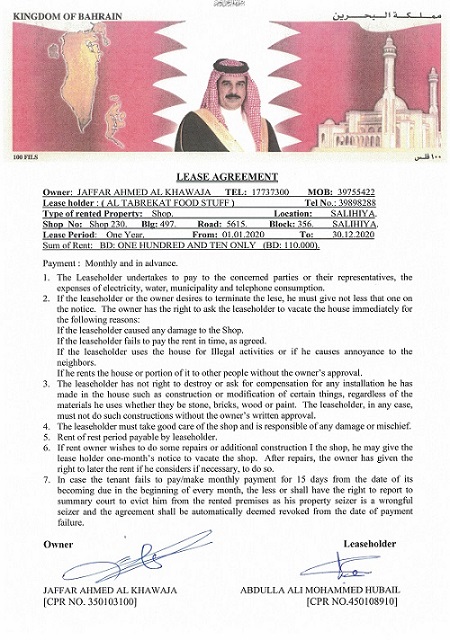 KINGDOM OF BAHRAIN
مملكة البحرين
100 FILS
١٠٠ فلس
LEASE AGREEMENT
Owner: JAFFAR AHMED AL KHAWAJA TEL: 17737300 MOB: 39755422
Lease holder : ( AL TABREKAT FOOD STUFF ) Tel No.: 39898288
Type of rented Property: Shop. Location: SALIHIYA.
Shop No: Shop 230. Blg: 497. Road: 5615. Block: 356. SALIHIYA.
Lease Period: One Year. From: 01.01.2020 To: 30.12.2020
Sum of Rent: BD: ONE HUNDRED AND TEN ONLY (BD: 110.000).
Payment : Monthly and in advance.
1. The Leaseholder undertakes to pay to the concerned parties or their representatives, the
expenses of electricity, water, municipality and telephone consumption.
2. If the leaseholder or the owner desires to terminate the lese, he must give not less that one on
the notice. The owner has the right to ask the leaseholder to vacate the house immediately for
the following reasons:
If the leaseholder caused any damage to the Shop.
If the leaseholder fails to pay the rent in time, as agreed.
If the leaseholder uses the house for Illegal activities or if he causes annoyance to the
neighbors.
If he rents the house or portion of it to other people without the owner's approval.
3. The leaseholder has not right to destroy or ask for compensation for any installation he has
made in the house such as construction or modification of certain things, regardless of the
materials he uses whether they be stone, bricks, wood or paint. The leaseholder, in any case,
must not do such constructions without the owner's written approval.
4. The leaseholder must take good care of the shop and is responsible of any damage or mischief.
5. Rent of rest period payable by leaseholder.
6. If rent owner wishes to do some repairs or additional construction I the shop, he may give the
lease holder one-month's notice to vacate the shop. After repairs, the owner has given the
right to later the rent if he considers if necessary, to do so.
7. In case the tenant fails to pay/make monthly payment for 15 days from the date of its
becoming due in the beginning of every month, the less or shall have the right to report to
summary court to evict him from the rented premises as his property seizer is a wrongful
seizer and the agreement shall be automatically deemed revoked from the date of payment
failure.
Owner Leaseholder
JAFFAR AHMED AL KHAWAJA ABDULLA ALI MOHAMMED HUBAIL
[CPR NO. 350103100] [CPR NO.450108910]